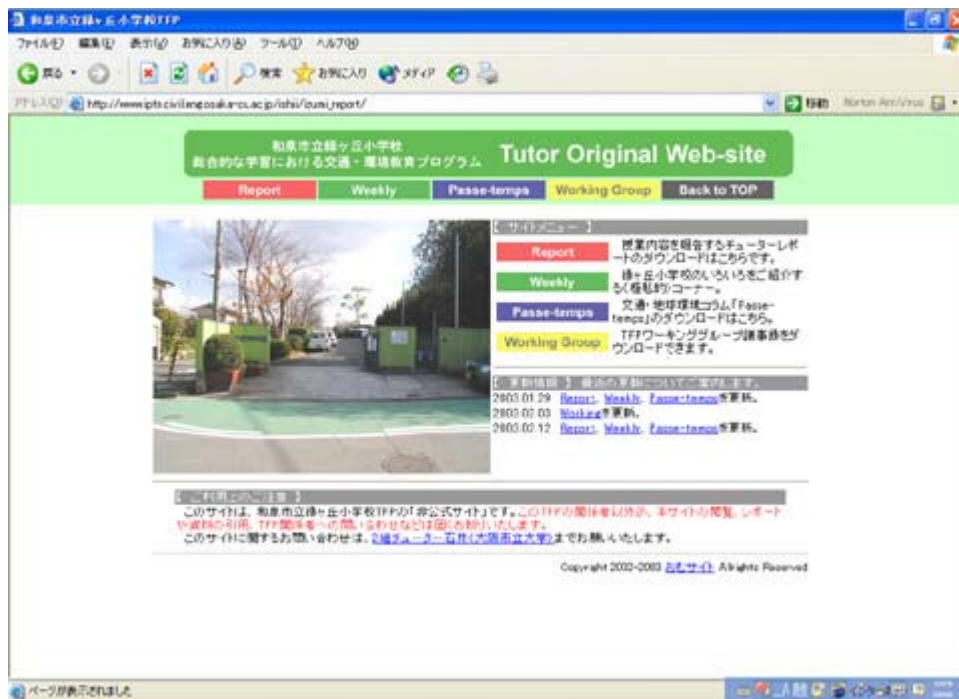 和泉市立緑ヶ丘小学校TFP
ファイル(F) 編集(E) 表示(V) お気に入り(A) ツール(T) ヘルプ(H)
戻る 検索 お気に入り メディア
アドレス(D) 移動 Norton AntiVirus
和泉市立緑ヶ丘小学校
総合的な学習における交通・環境教育プログラム Tutor Original Web-site
Report Weekly Passe-temps Working Group Back to TOP
【 サイトメニュー 】
Report 授業内容を報告するチューターレポ
ートのダウンロードはこちらです。
Weekly 緑ヶ丘小学校のいろいろをご紹介す
る(極私的)コーナー。
Passe-temps 交通・地球環境コラム「Passe-
temps」のダウンロードはこちら。
Working Group TFPワーキンググループ議事録をダ
ウンロードできます。
【 更新情報 】 最近の更新についてご案内します。
2003.01.29 Report、Weekly、Passe-tempsを更新。
2003.02.03 Workingを更新。
2003.02.12 Report、Weekly、Passe-tempsを更新。
【 ご利用上のご注意 】
このサイトは、和泉市立緑ヶ丘小学校TFPの「非公式サイト」です。このTFPの関係者以外の、本サイトの閲覧、レポート
や資料の引用、TFP関係者への問い合わせなどは固くお断りいたします。
このサイトに関するお問い合わせは、2組チューター石井(大阪市立大学)までお願いいたします。
Copyright 2002-2003 おむサイト Alrights Reserved
ページが表示されました